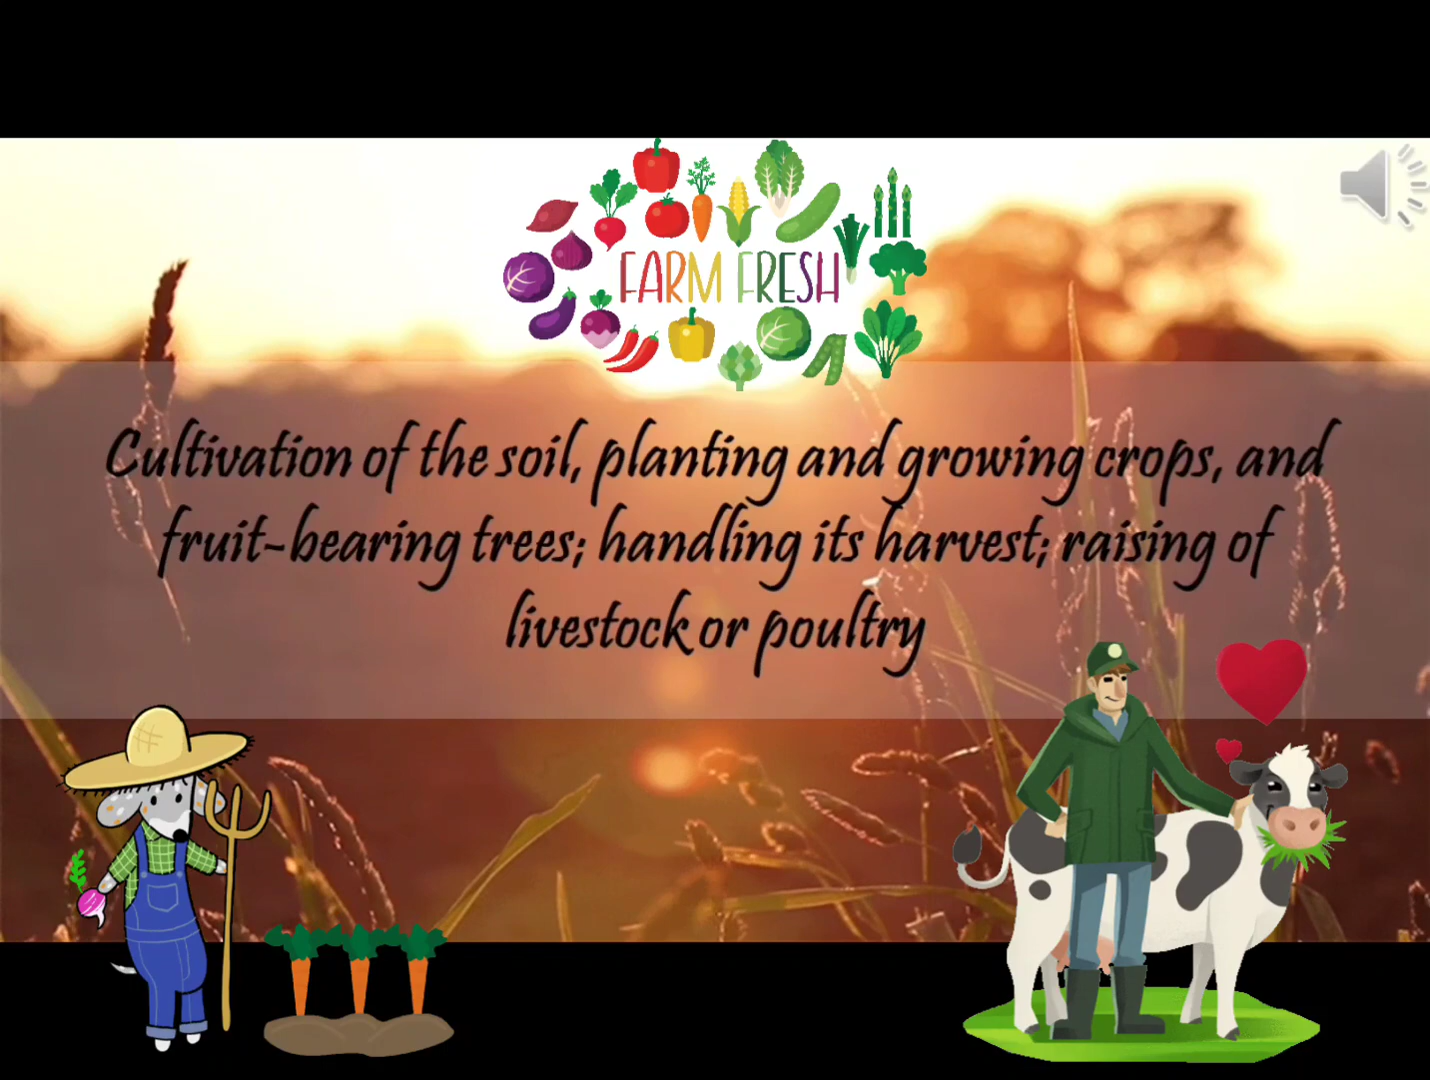 FARM FRESH
Cultivation of the soil, planting and growing crops, and
fruit-bearing trees; handling its harvest; raising of
livestock or poultry